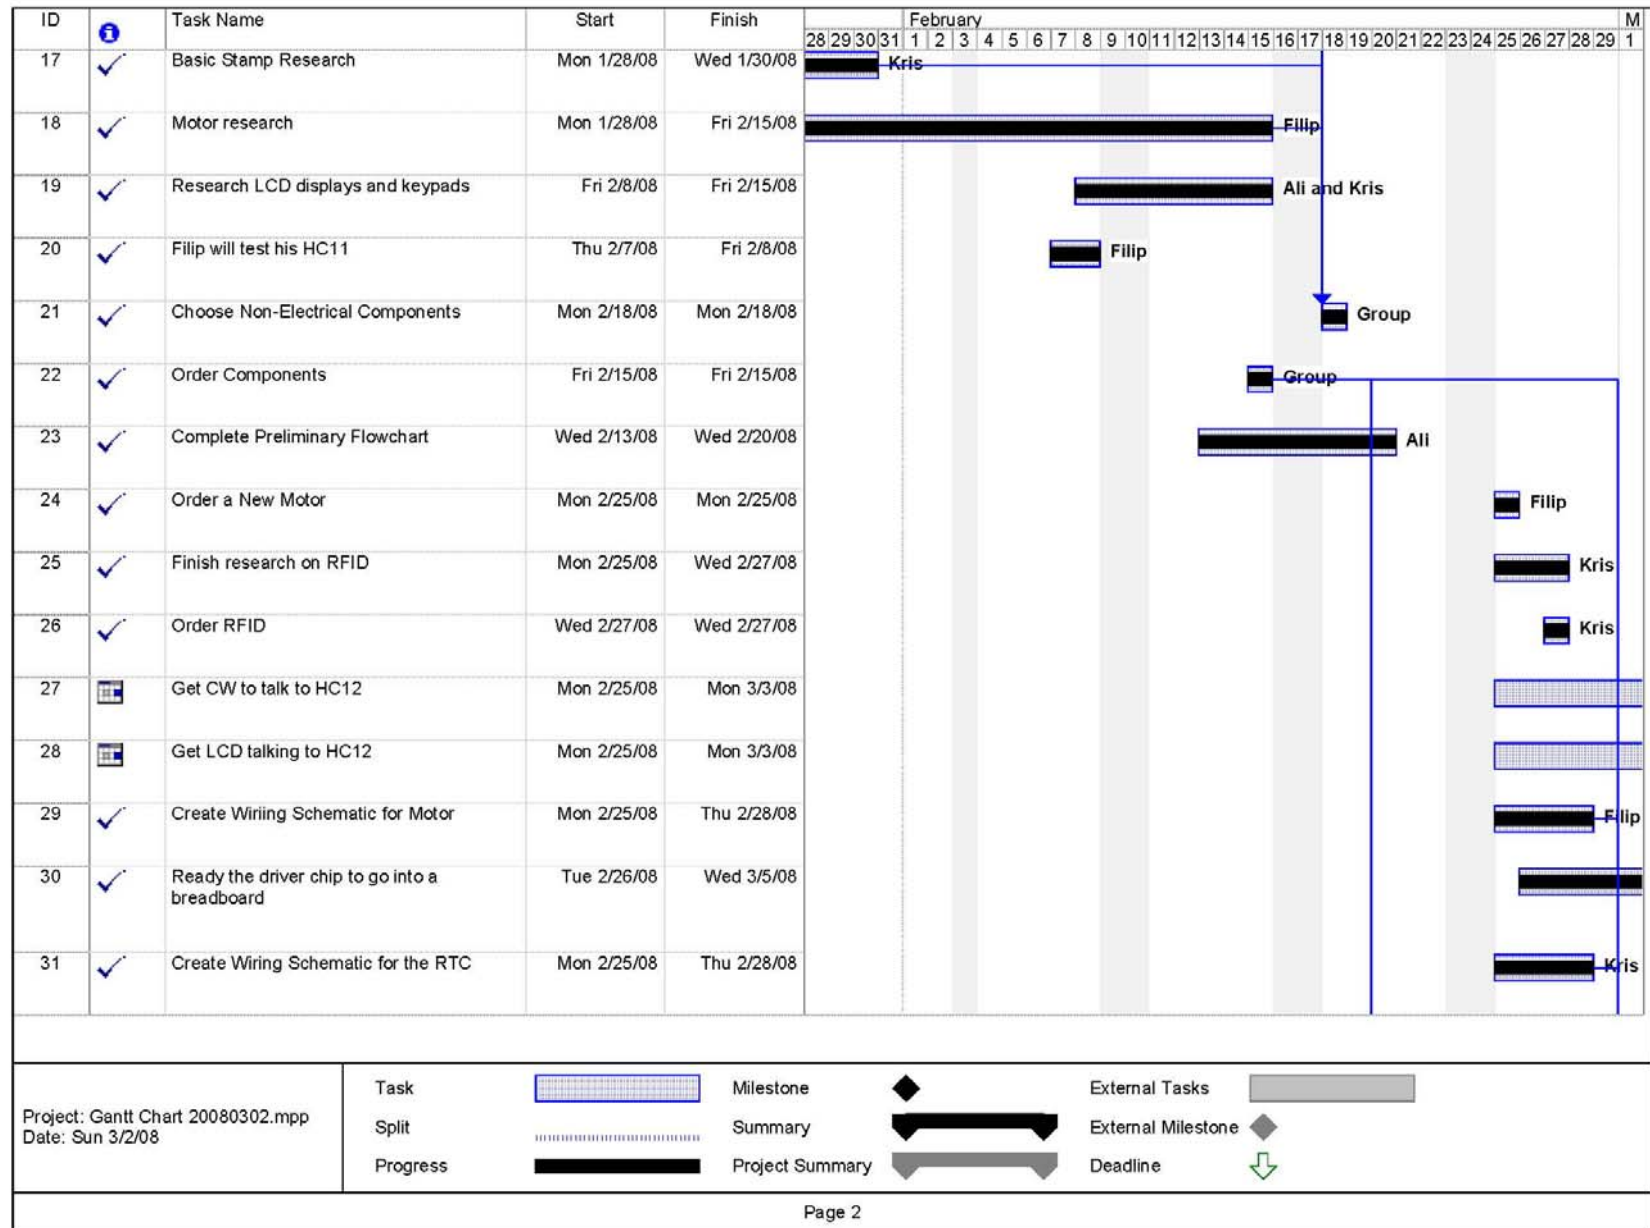 ID Task Name Start Finish February M
28 29 30 31 1 2 3 4 5 6 7 8 9 10 11 12 13 14 15 16 17 18 19 20 21 22 23 24 25 26 27 28 29 1
17 Basic Stamp Research Mon 1/28/08 Wed 1/30/08 Kris
18 Motor research Mon 1/28/08 Fri 2/15/08 Filip
19 Research LCD displays and keypads Fri 2/8/08 Fri 2/15/08 Ali and Kris
20 Filip will test his HC11 Thu 2/7/08 Fri 2/8/08 Filip
21 Choose Non-Electrical Components Mon 2/18/08 Mon 2/18/08 Group
22 Order Components Fri 2/15/08 Fri 2/15/08 Group
23 Complete Preliminary Flowchart Wed 2/13/08 Wed 2/20/08 Ali
24 Order a New Motor Mon 2/25/08 Mon 2/25/08 Filip
25 Finish research on RFID Mon 2/25/08 Wed 2/27/08 Kris
26 Order RFID Wed 2/27/08 Wed 2/27/08 Kris
27 Get CW to talk to HC12 Mon 2/25/08 Mon 3/3/08
28 Get LCD talking to HC12 Mon 2/25/08 Mon 3/3/08
29 Create Wiriing Schematic for Motor Mon 2/25/08 Thu 2/28/08 Filip
30 Ready the driver chip to go into a Tue 2/26/08 Wed 3/5/08
breadboard
31 Create Wiring Schematic for the RTC Mon 2/25/08 Thu 2/28/08 Kris
Project: Gantt Chart 20080302.mpp
Date: Sun 3/2/08
Task Milestone External Tasks
Split Summary External Milestone
Progress Project Summary Deadline
Page 2